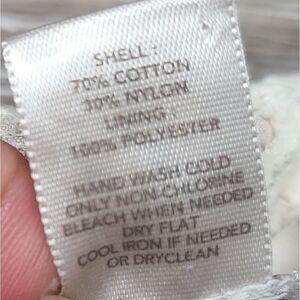 SHELL:
70% COTTON
30% NYLON
LINING:
100% POLYESTER
HAND WASH COLD
ONLY NON-CHLORINE
BLEACH WHEN NEEDED
DRY FLAT
COOL IRON IF NEEDED
OR DRYCLEAN